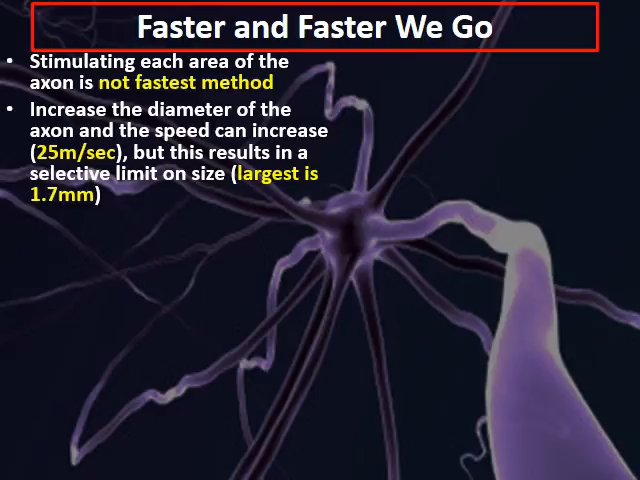 Faster and Faster We Go
• Stimulating each area of the
axon is not fastest method
• Increase the diameter of the
axon and the speed can increase
(25m/sec), but this results in a
selective limit on size (largest is
1.7mm)